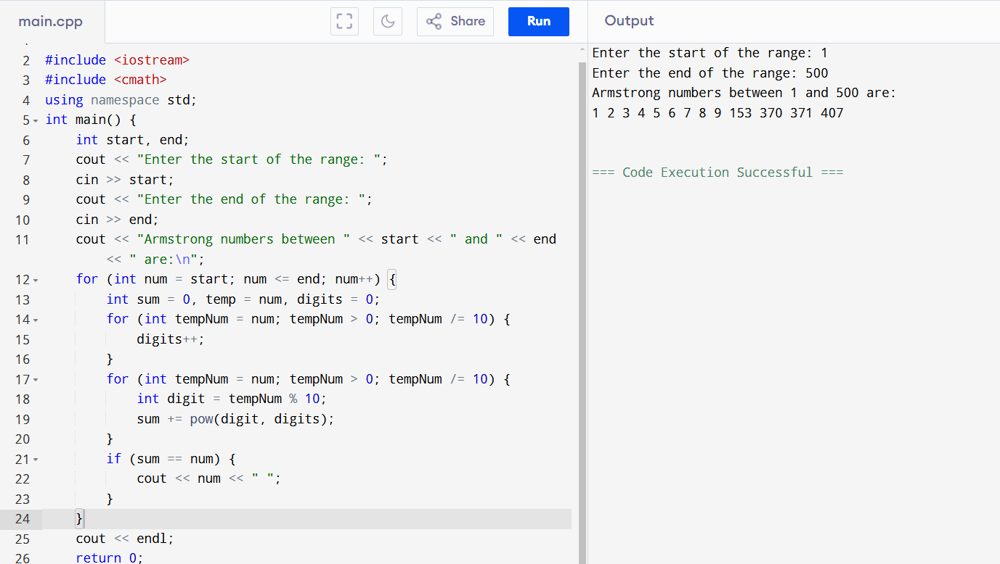 main.cpp
Share
Run
Output
2 #include <iostream>
3 #include <cmath>
4 using namespace std;
5 int main() {
6     int start, end;
7     cout << "Enter the start of the range: ";
8     cin >> start;
9     cout << "Enter the end of the range: ";
10     cin >> end;
11     cout << "Armstrong numbers between " << start << " and " << end
        << " are:\n";
12     for (int num = start; num <= end; num++) {
13         int sum = 0, temp = num, digits = 0;
14         for (int tempNum = num; tempNum > 0; tempNum /= 10) {
15             digits++;
16         }
17         for (int tempNum = num; tempNum > 0; tempNum /= 10) {
18             int digit = tempNum % 10;
19             sum += pow(digit, digits);
20         }
21         if (sum == num) {
22             cout << num << " ";
23         }
24     }
25     cout << endl;
26     return 0;
Enter the start of the range: 1
Enter the end of the range: 500
Armstrong numbers between 1 and 500 are:
1 2 3 4 5 6 7 8 9 153 370 371 407
=== Code Execution Successful ===